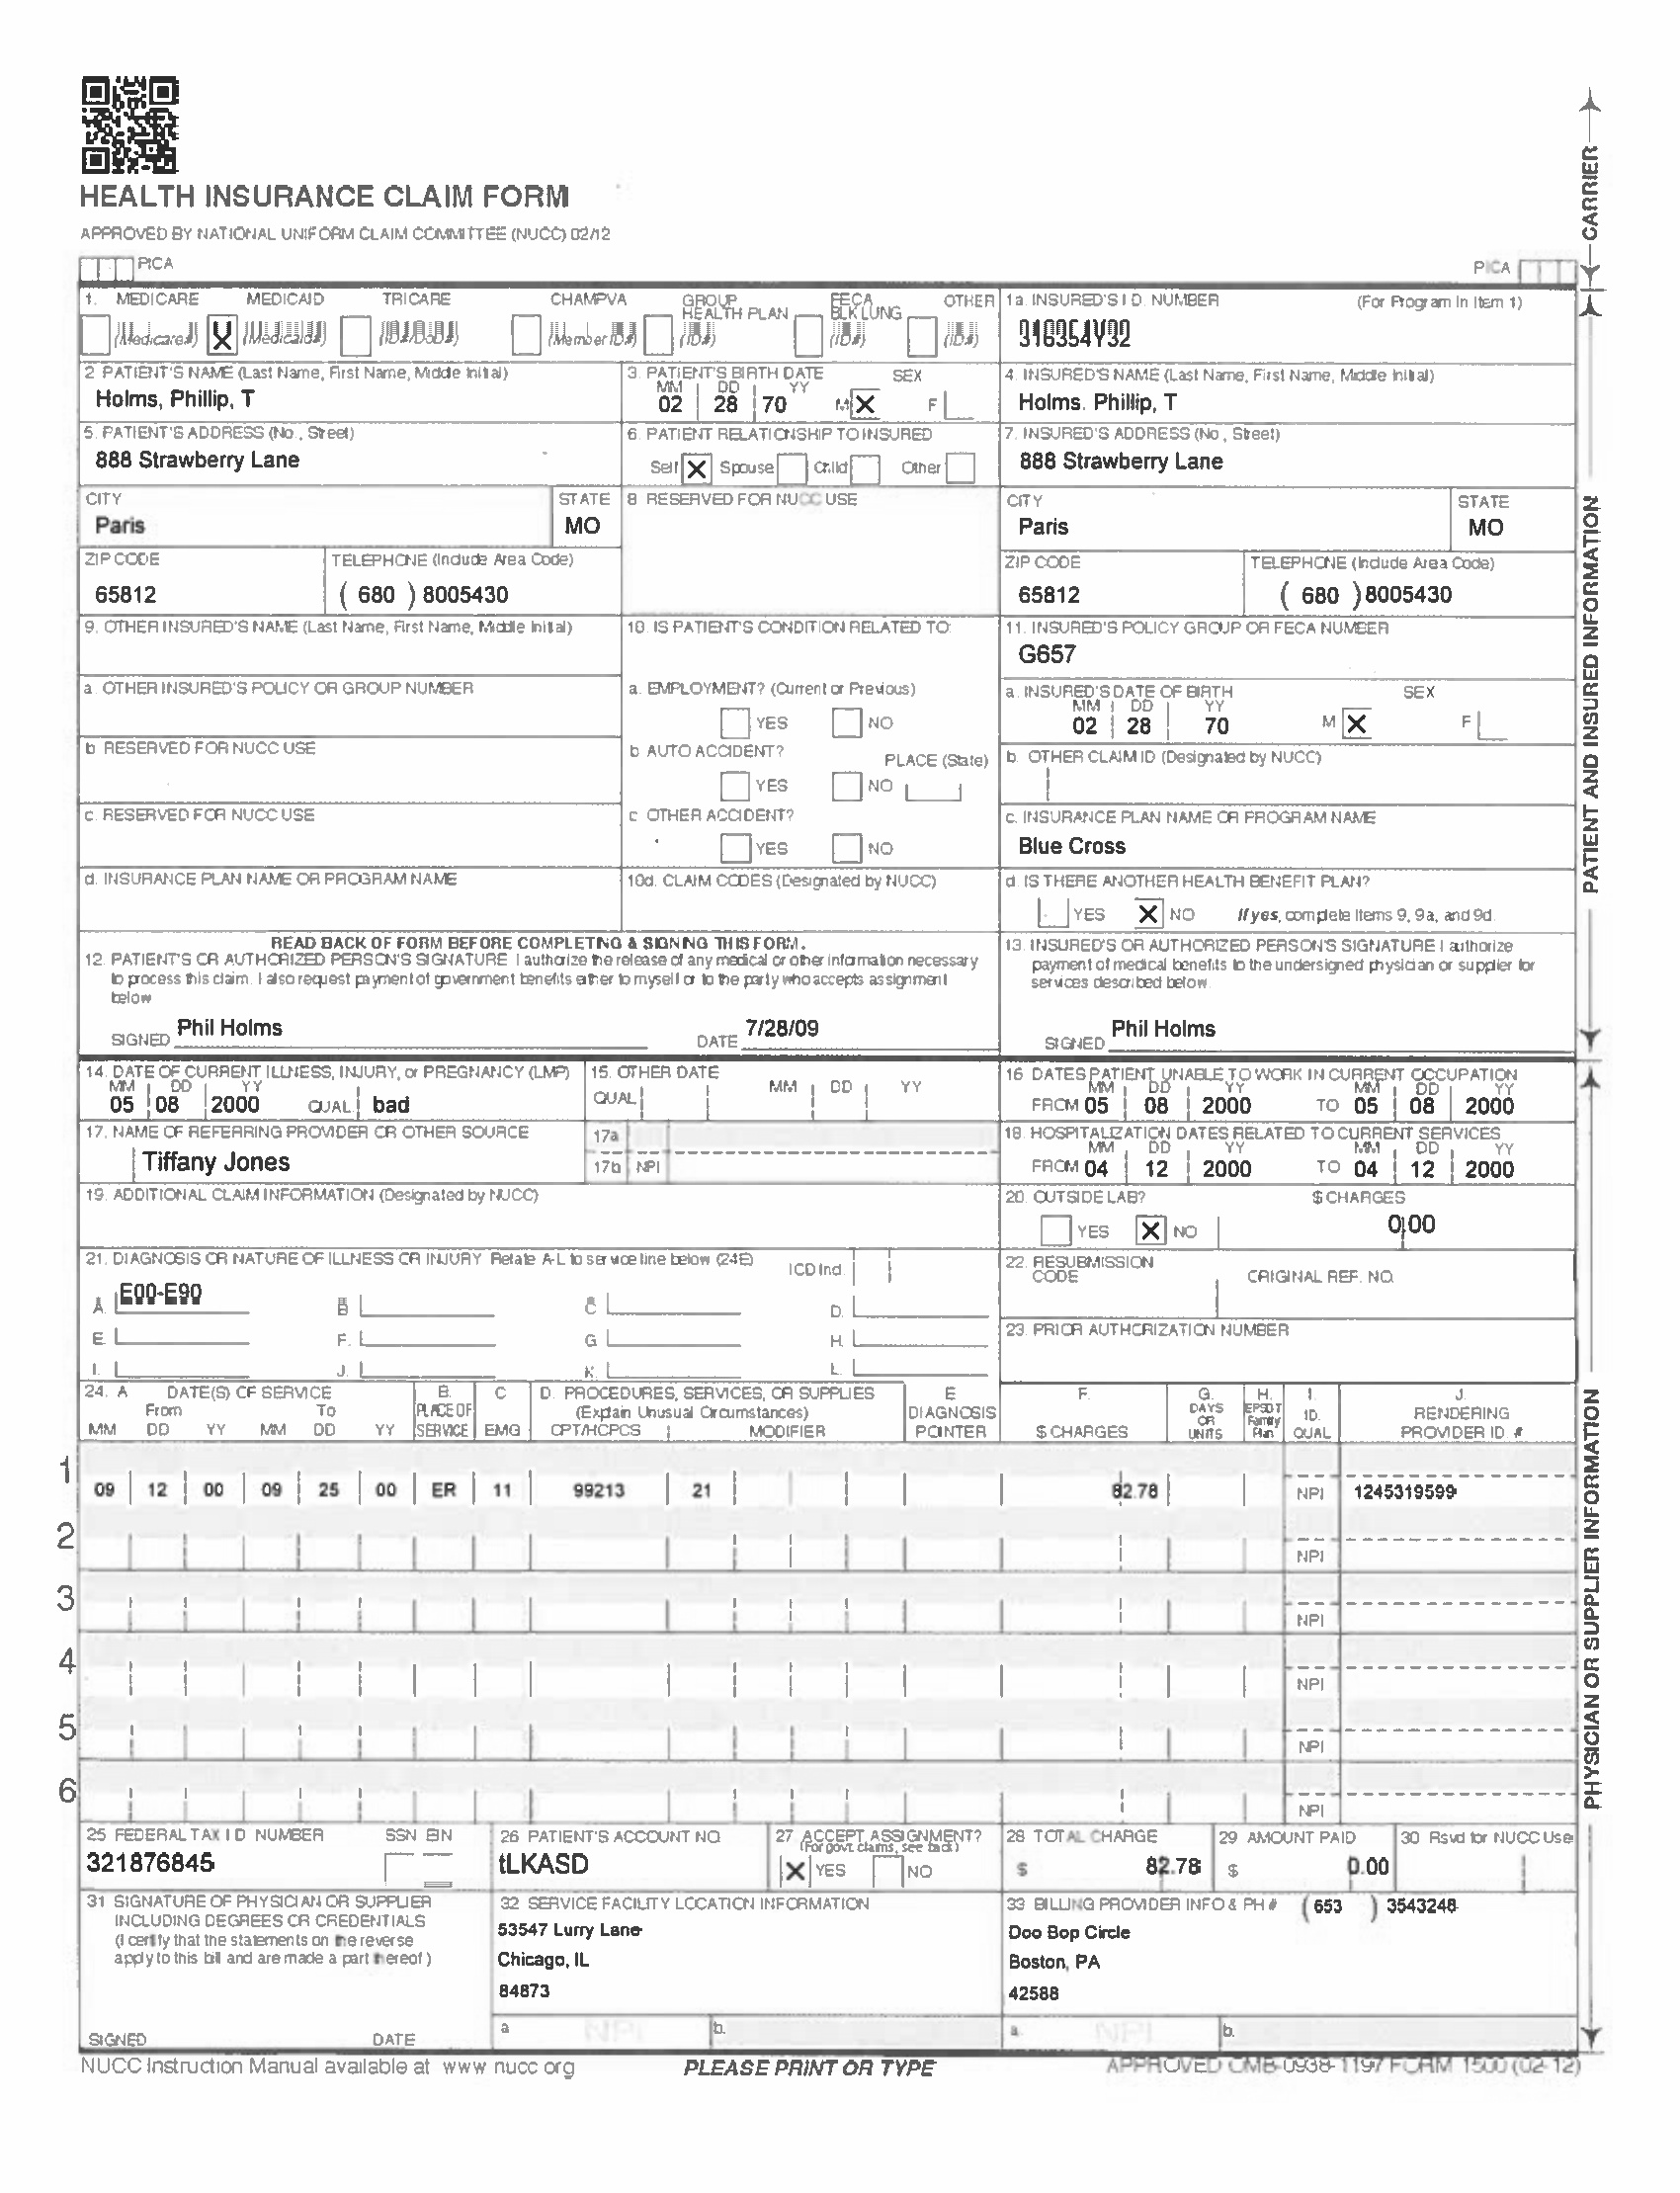 HEALTH INSURANCE CLAIM FORM
APPROVED BY NATIONAL UNIFORM CLAIM COMMITTEE (NUCC) 02/12
PICA
PICA
CARRIER
1. MEDICARE MEDICAID TRICARE CHAMPVA GROUP HEALTH PLAN FECA BLK LUNG OTHER
(Medicare#) X (Medicaid#) (ID#/DoD#) (Member ID#) (ID#) (ID#) (ID#)
1a. INSURED'S I.D. NUMBER (For Program in Item 1)
316354Y32
2. PATIENT'S NAME (Last Name, First Name, Middle Initial)
Holms, Phillip, T
3. PATIENT'S BIRTH DATE SEX
MM DD YY
02 28 70 M X F
4. INSURED'S NAME (Last Name, First Name, Middle Initial)
Holms. Phillip, T
5. PATIENT'S ADDRESS (No., Street)
888 Strawberry Lane
6. PATIENT RELATIONSHIP TO INSURED
Self X Spouse Child Other
7. INSURED'S ADDRESS (No., Street)
888 Strawberry Lane
CITY STATE
Paris MO
8. RESERVED FOR NUCC USE
CITY STATE
Paris MO
ZIP CODE TELEPHONE (Include Area Code)
65812 ( 680 ) 8005430
ZIP CODE TELEPHONE (Include Area Code)
65812 ( 680 ) 8005430
9. OTHER INSURED'S NAME (Last Name, First Name, Middle Initial)
10. IS PATIENT'S CONDITION RELATED TO:
11. INSURED'S POLICY GROUP OR FECA NUMBER
G657
a. OTHER INSURED'S POLICY OR GROUP NUMBER
a. EMPLOYMENT? (Current or Previous)
YES NO
a. INSURED'S DATE OF BIRTH SEX
MM DD YY
02 28 70 M X F
b. RESERVED FOR NUCC USE
b. AUTO ACCIDENT? PLACE (State)
YES NO
b. OTHER CLAIM ID (Designated by NUCC)
c. RESERVED FOR NUCC USE
c. OTHER ACCIDENT?
YES NO
c. INSURANCE PLAN NAME OR PROGRAM NAME
Blue Cross
d. INSURANCE PLAN NAME OR PROGRAM NAME
10d. CLAIM CODES (Designated by NUCC)
d. IS THERE ANOTHER HEALTH BENEFIT PLAN?
YES X NO If yes, complete items 9, 9a, and 9d.
PATIENT AND INSURED INFORMATION
READ BACK OF FORM BEFORE COMPLETING & SIGNING THIS FORM.
12. PATIENT'S OR AUTHORIZED PERSON'S SIGNATURE I authorize the release of any medical or other information necessary
to process this claim. I also request payment of government benefits either to myself or to the party who accepts assignment
below
SIGNED Phil Holms DATE 7/28/09
13. INSURED'S OR AUTHORIZED PERSON'S SIGNATURE I authorize
payment of medical benefits to the undersigned physician or supplier for
services described below.
SIGNED Phil Holms
14. DATE OF CURRENT ILLNESS, INJURY, or PREGNANCY (LMP)
MM DD YY
05 08 2000 QUAL bad
15. OTHER DATE
QUAL MM DD YY
16 DATES PATIENT UNABLE TO WORK IN CURRENT OCCUPATION
MM DD YY MM DD YY
FROM 05 08 2000 TO 05 08 2000
17. NAME OF REFERRING PROVIDER OR OTHER SOURCE
Tiffany Jones
17a
17b NPI
18. HOSPITALIZATION DATES RELATED TO CURRENT SERVICES
MM DD YY MM DD YY
FROM 04 12 2000 TO 04 12 2000
19. ADDITIONAL CLAIM INFORMATION (Designated by NUCC)
20. OUTSIDE LAB? $ CHARGES
YES X NO 0 00
21. DIAGNOSIS OR NATURE OF ILLNESS OR INJURY Relate A-L to service line below (24E) ICD Ind.
A. E00-E90 B. C. D.
E. F. G. H.
I. J. K. L.
22. RESUBMISSION CODE ORIGINAL REF. NO.
23. PRIOR AUTHORIZATION NUMBER
24. A DATE(S) OF SERVICE B. C D. PROCEDURES, SERVICES, OR SUPPLIES E F. G. H. I. J.
From To PLACE OF (Explain Unusual Circumstances) DIAGNOSIS DAYS OR EPSDT Family ID. RENDERING
MM DD YY MM DD YY SERVICE EMG CPT/HCPCS MODIFIER POINTER $ CHARGES UNITS Plan QUAL PROVIDER ID. #
1 09 12 00 09 25 00 ER 11 99213 21 82.78 NPI 1245319599
2 NPI
3 NPI
4 NPI
5 NPI
6 NPI
PHYSICIAN OR SUPPLIER INFORMATION
25 FEDERAL TAX I D NUMBER SSN EIN
321876845
26 PATIENT'S ACCOUNT NO.
tLKASD
27 ACCEPT ASSIGNMENT?
(For govt. claims, see back)
X YES NO
28 TOTAL CHARGE
$ 82.78
29 AMOUNT PAID
$ 0.00
30 Rsvd for NUCC Use
31 SIGNATURE OF PHYSICIAN OR SUPPLIER
INCLUDING DEGREES OR CREDENTIALS
(I certify that the statements on the reverse
apply to this bill and are made a part thereof.)
SIGNED DATE
32 SERVICE FACILITY LOCATION INFORMATION
53547 Lurry Lane
Chicago, IL
84873
a NPI b.
33 BILLING PROVIDER INFO & PH # (653 ) 3543248
Doo Bop Circle
Boston, PA
42588
a. NPI b.
NUCC Instruction Manual available at www nucc org
PLEASE PRINT OR TYPE
APPROVED OMB-0938-1197 FORM 1500 (02-12)